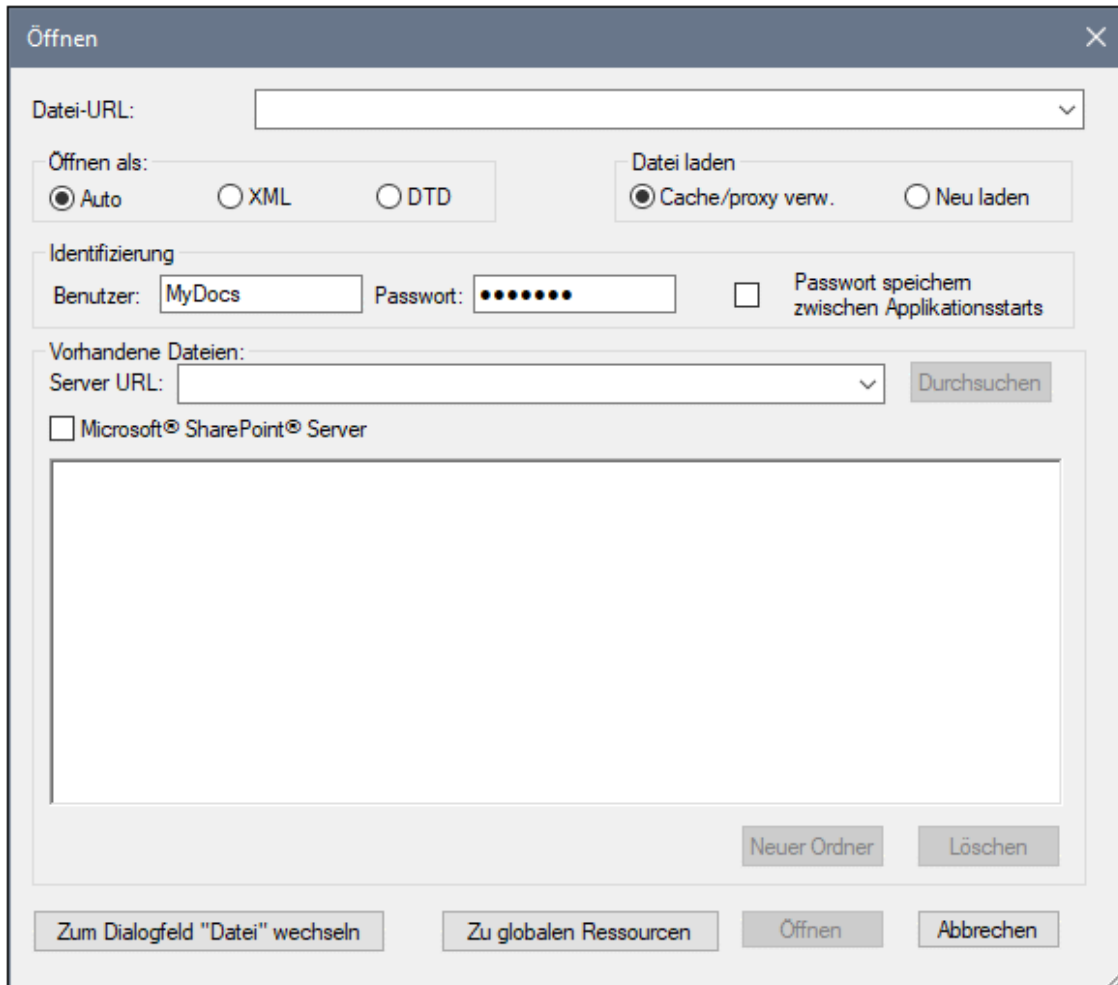 Öffnen
Datei-URL:
Öffnen als:
Datei laden
Auto XML DTD
Cache/proxy verw. Neu laden
Identifizierung
Benutzer: MyDocs Passwort: ●●●●●●●
Passwort speichern
zwischen Applikationsstarts
Vorhandene Dateien:
Server URL: Durchsuchen
Microsoft® SharePoint® Server
Neuer Ordner Löschen
Zum Dialogfeld "Datei" wechseln Zu globalen Ressourcen Öffnen Abbrechen